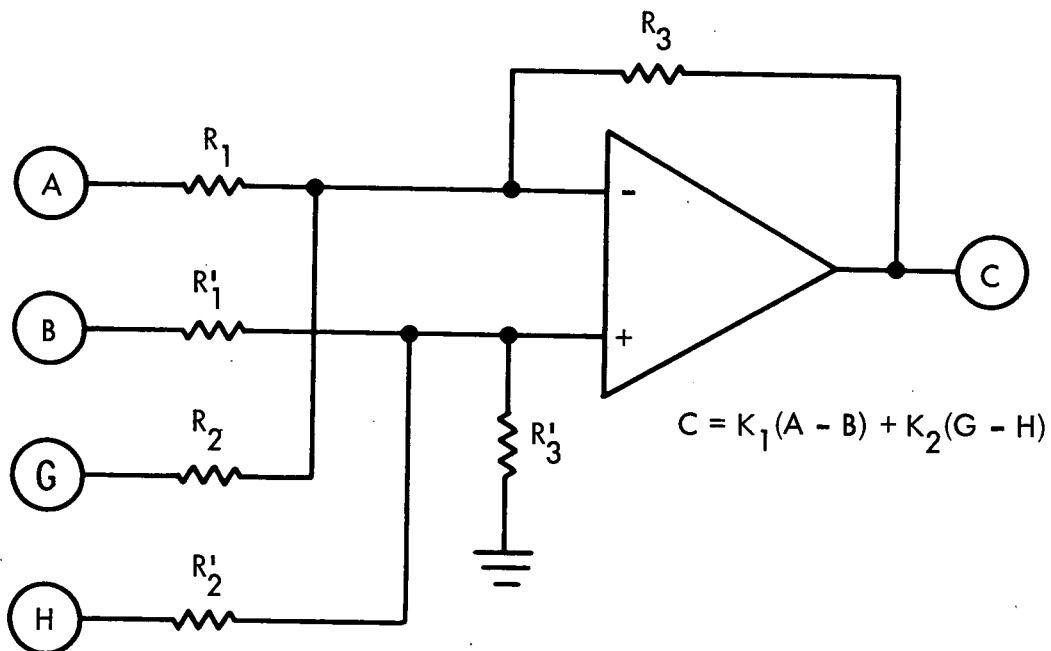 R3
A
R1
-
B
R'1
+
C
G
R2
R'3
C = K1(A - B) + K2(G - H)
H
R'2